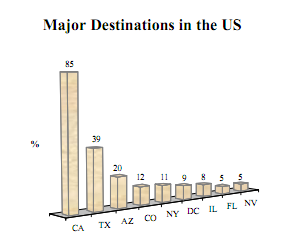 Major Destinations in the US
85
39
20
12 11 9 8 5 5
%
CA TX AZ CO NY DC IL FL NV